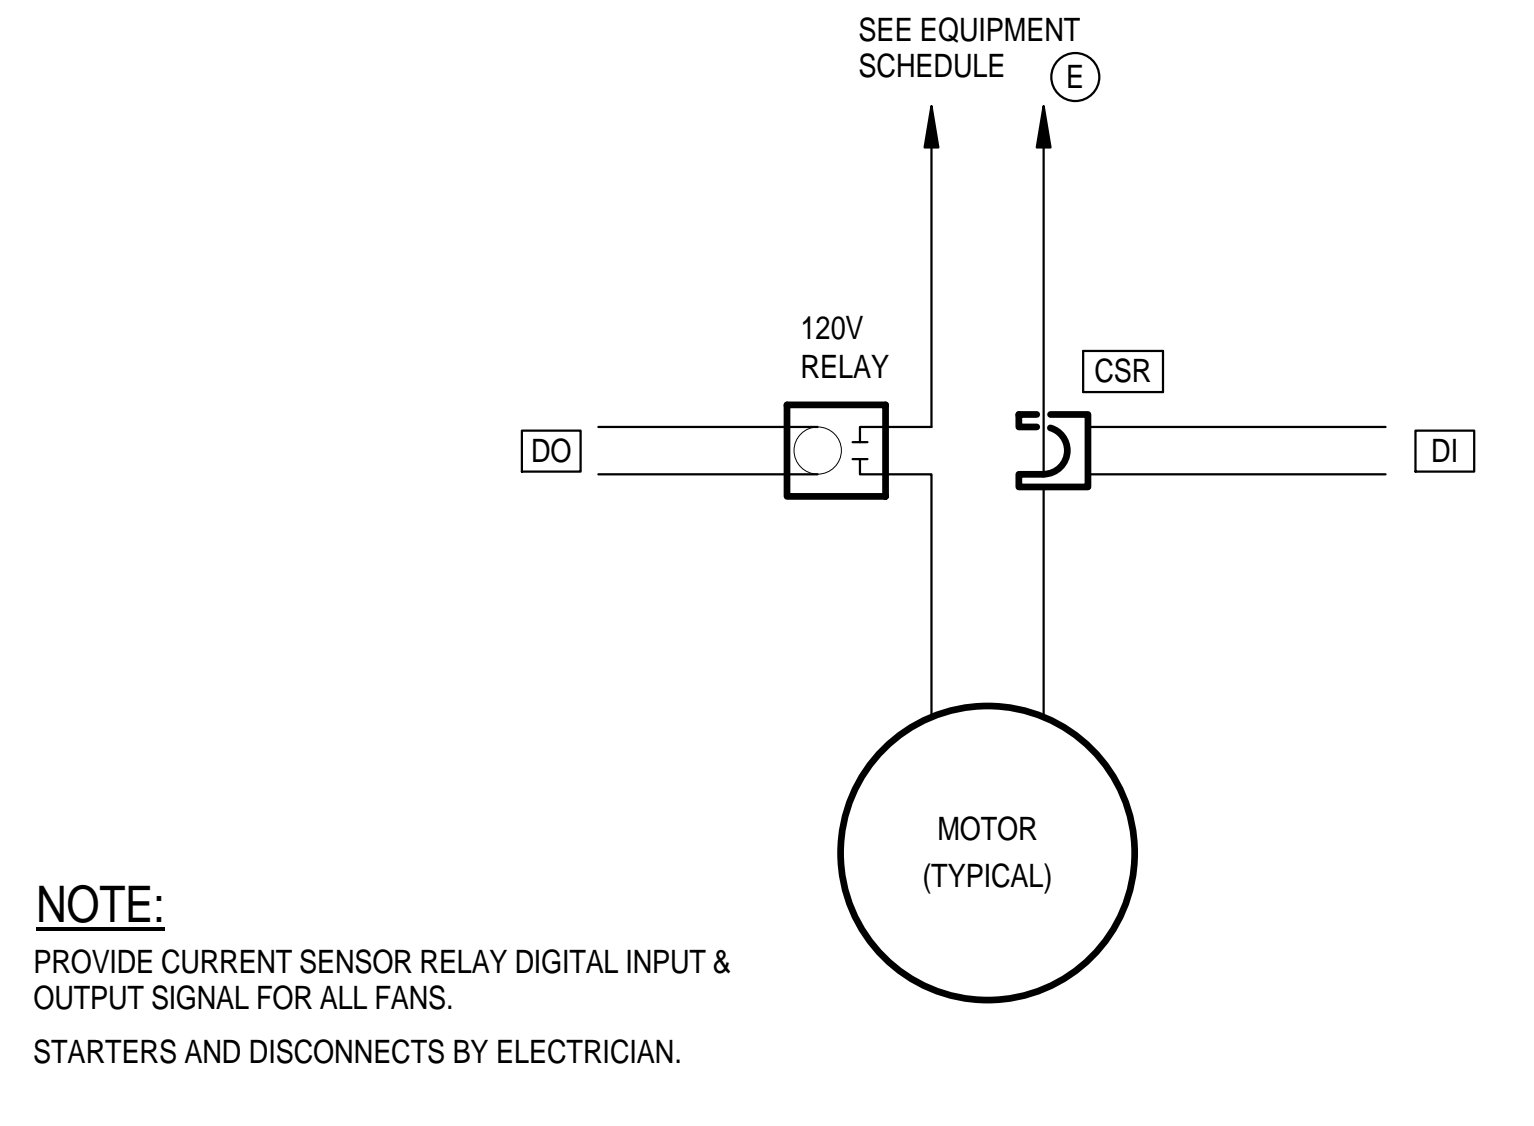 SEE EQUIPMENT
SCHEDULE
E
120V
RELAY
CSR
DO
DI
MOTOR
(TYPICAL)
NOTE:
PROVIDE CURRENT SENSOR RELAY DIGITAL INPUT &
OUTPUT SIGNAL FOR ALL FANS.
STARTERS AND DISCONNECTS BY ELECTRICIAN.